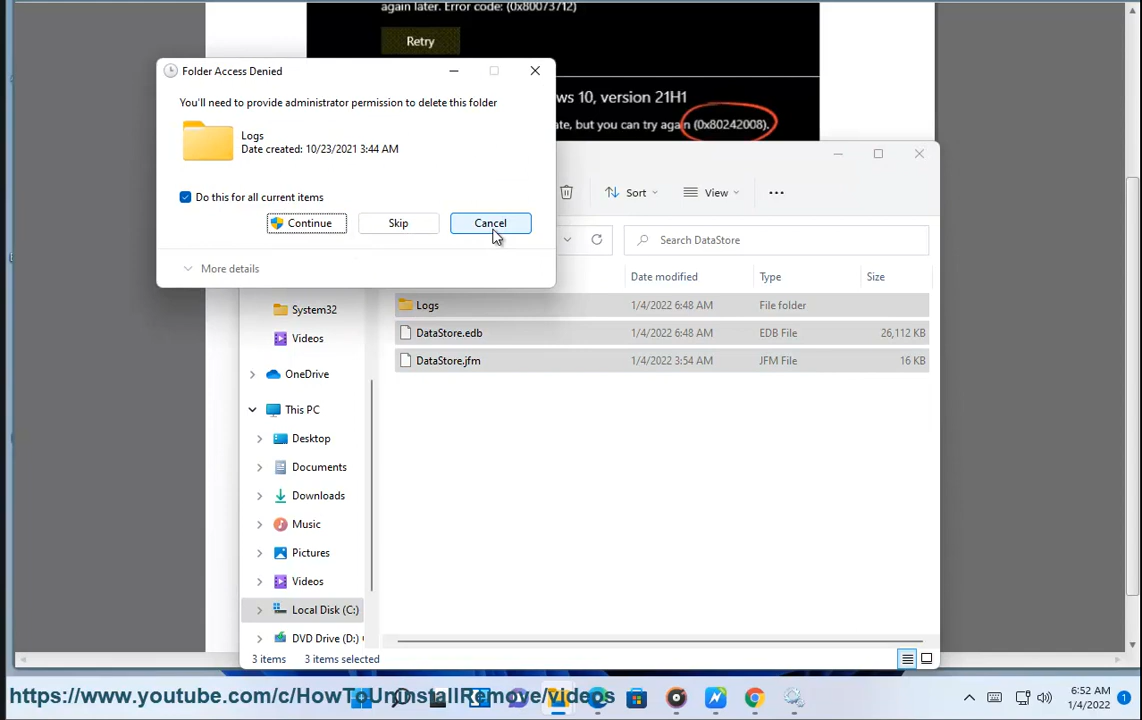 again later. Error code: (0x80073712)
Retry
Folder Access Denied
You'll need to provide administrator permission to delete this folder
Logs
Date created: 10/23/2021 3:44 AM
Do this for all current items
Continue
Skip
Cancel
More details
ws 10, version 21H1
te, but you can try again (0x80242008).
Sort
View
Search DataStore
Date modified
Type
Size
Logs 1/4/2022 6:48 AM File folder
DataStore.edb 1/4/2022 6:48 AM EDB File 26,112 KB
DataStore.jfm 1/4/2022 3:54 AM JFM File 16 KB
System32
Videos
OneDrive
This PC
Desktop
Documents
Downloads
Music
Pictures
Videos
Local Disk (C:)
DVD Drive (D:)
3 items 3 items selected
https://www.youtube.com/c/HowToUninstallRemove/videos
6:52 AM
1/4/2022
1